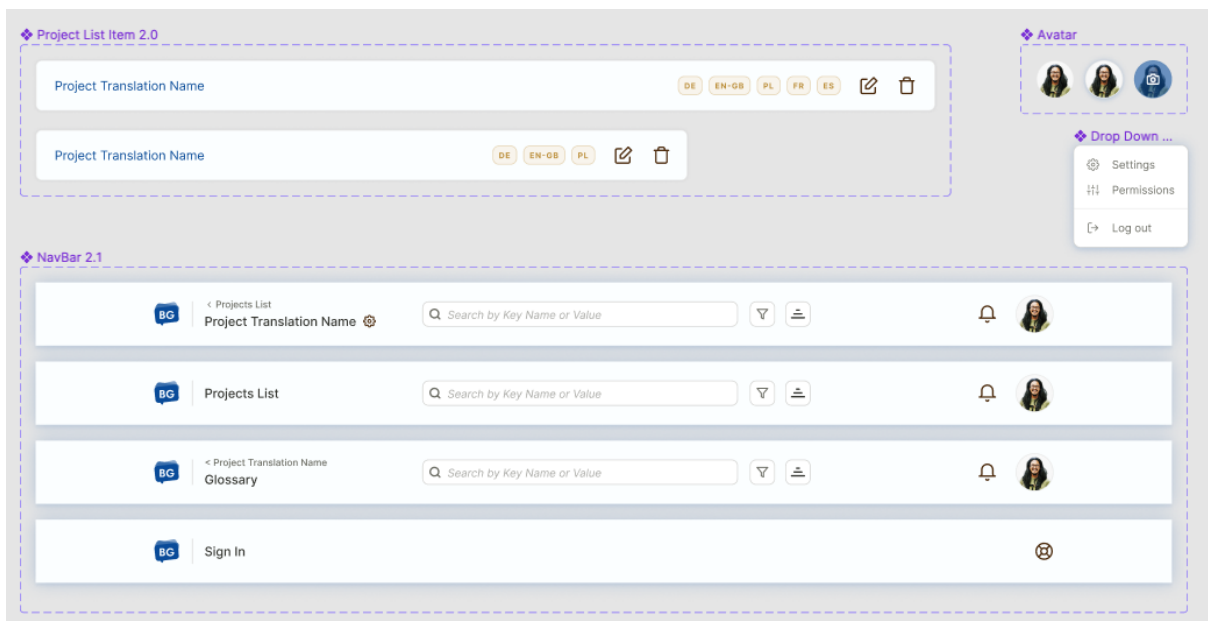 Project List Item 2.0
Avatar
Project Translation Name DE EN-GB PL FR ES
Drop Down ...
Project Translation Name DE EN-GB PL
Settings
Permissions
Log out
NavBar 2.1
BG < Projects List
Project Translation Name Search by Key Name or Value
BG Projects List Search by Key Name or Value
BG < Project Translation Name
Glossary Search by Key Name or Value
BG Sign In